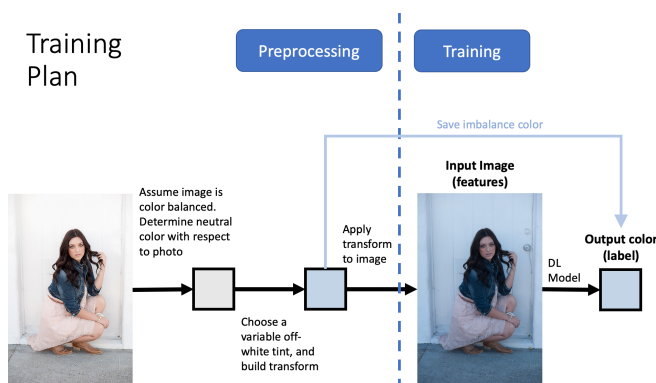 Training
Plan
Preprocessing
Training
Save imbalance color
Assume image is
color balanced.
Determine neutral
color with respect
to photo
Choose a
variable off-
white tint, and
build transform
Apply
transform
to image
Input Image
(features)
DL
Model
Output color
(label)